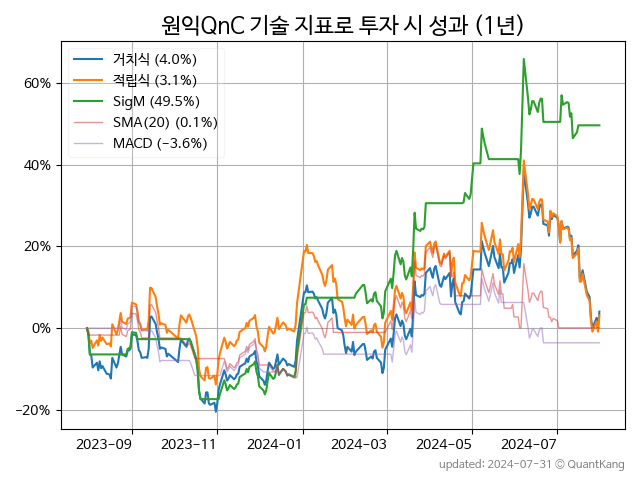 원익QnC 기술 지표로 투자 시 성과 (1년)
거치식 (4.0%)
적립식 (3.1%)
SigM (49.5%)
SMA(20) (0.1%)
MACD (−3.6%)
60%
40%
20%
0%
−20%
2023-09 2023-11 2024-01 2024-03 2024-05 2024-07
updated: 2024-07-31 © QuantKang